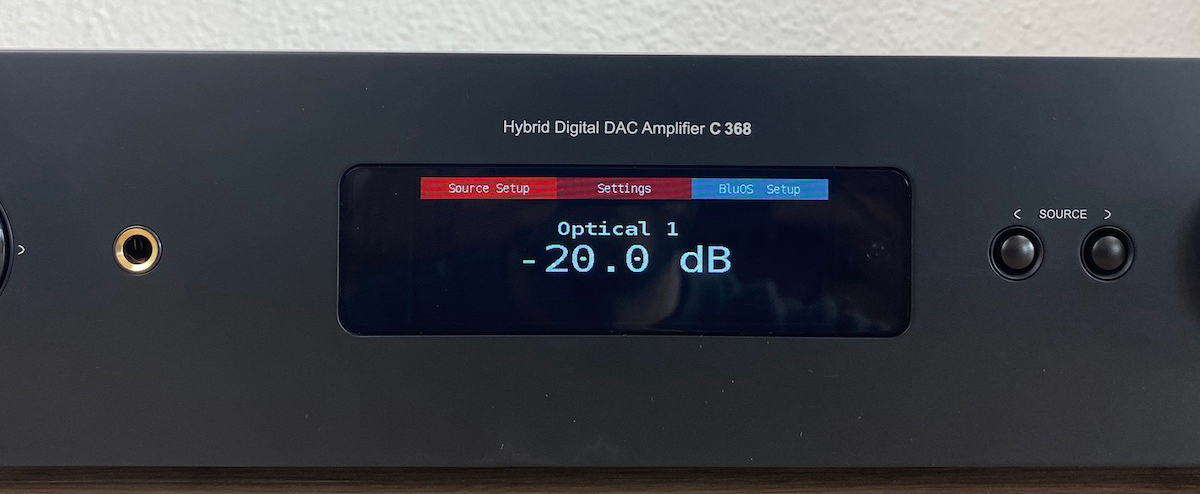 Hybrid Digital DAC Amplifier C 368
Source Setup Settings BluOS Setup
Optical 1
-20.0 dB
< SOURCE >
>